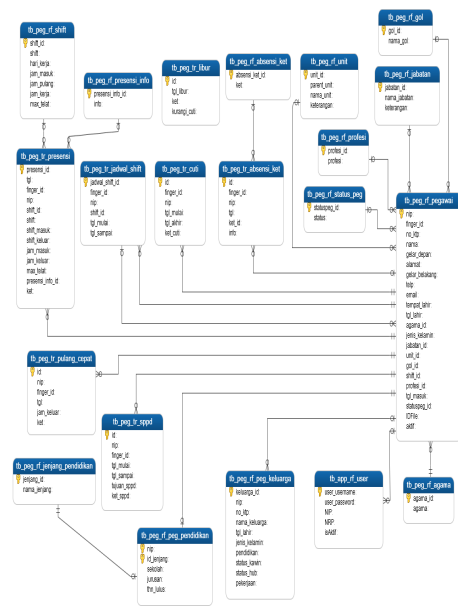 tb_peg_rf_shift
shift_id
shift
hari_kerja
jam_masuk
jam_pulang
jam_kerja
max_telat
tb_peg_rf_presensi_info
presensi_info_id
info
tb_peg_tr_libur
id
tgl_libur
ket
kurangi_cuti
tb_peg_rf_absensi_ket
absensi_ket_id
ket
tb_peg_rf_unit
unit_id
parent_unit
nama_unit
keterangan
tb_peg_rf_gol
gol_id
nama_gol
tb_peg_rf_jabatan
jabatan_id
nama_jabatan
keterangan
tb_peg_rf_profesi
profesi_id
profesi
tb_peg_rf_status_peg
statuspeg_id
status
tb_peg_tr_presensi
presensi_id
tgl
finger_id
nip
shift_id
shift
shift_masuk
shift_keluar
jam_masuk
jam_keluar
max_telat
presensi_info_id
ket
tb_peg_tr_jadwal_shift
jadwal_shift_id
finger_id
nip
shift_id
tgl_mulai
tgl_sampai
tb_peg_tr_cuti
id
finger_id
nip
tgl_mulai
tgl_akhir
ket_cuti
tb_peg_tr_absensi_ket
id
finger_id
nip
tgl
ket_id
info
tb_peg_rf_pegawai
nip
finger_id
no_ktp
nama
gelar_depan
alamat
gelar_belakang
telp
email
tempat_lahir
tgl_lahir
agama_id
jenis_kelamin
jabatan_id
unit_id
gol_id
shift_id
profesi_id
tgl_masuk
statuspeg_id
IDFile
aktif
tb_peg_tr_pulang_cepat
id
nip
finger_id
tgl
jam_keluar
ket
tb_peg_tr_sppd
id
nip
finger_id
tgl_mulai
tgl_sampai
tujuan_sppd
ket_sppd
tb_peg_rf_jenjang_pendidikan
jenjang_id
nama_jenjang
tb_peg_rf_peg_pendidikan
nip
id_jenjang
sekolah
jurusan
thn_lulus
tb_peg_rf_peg_keluarga
keluarga_id
nip
no_ktp
nama_keluarga
tgl_lahir
jenis_kelamin
pendidikan
status_kawin
status_hub
pekerjaan
tb_app_rf_user
user_username
user_password
NIP
NRP
isAktif
tb_peg_rf_agama
agama_id
agama